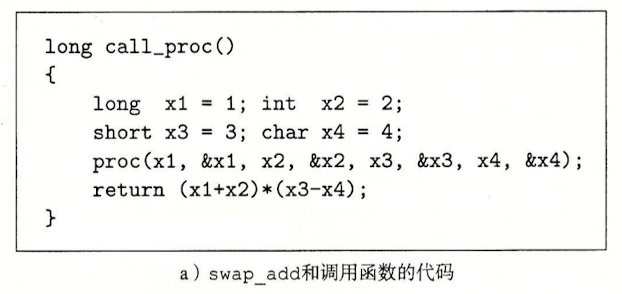 long call_proc()
{
    long  x1 = 1; int  x2 = 2;
    short x3 = 3; char x4 = 4;
    proc(x1, &x1, x2, &x2, x3, &x3, x4, &x4);
    return (x1+x2)*(x3-x4);
}
a）swap_add和调用函数的代码